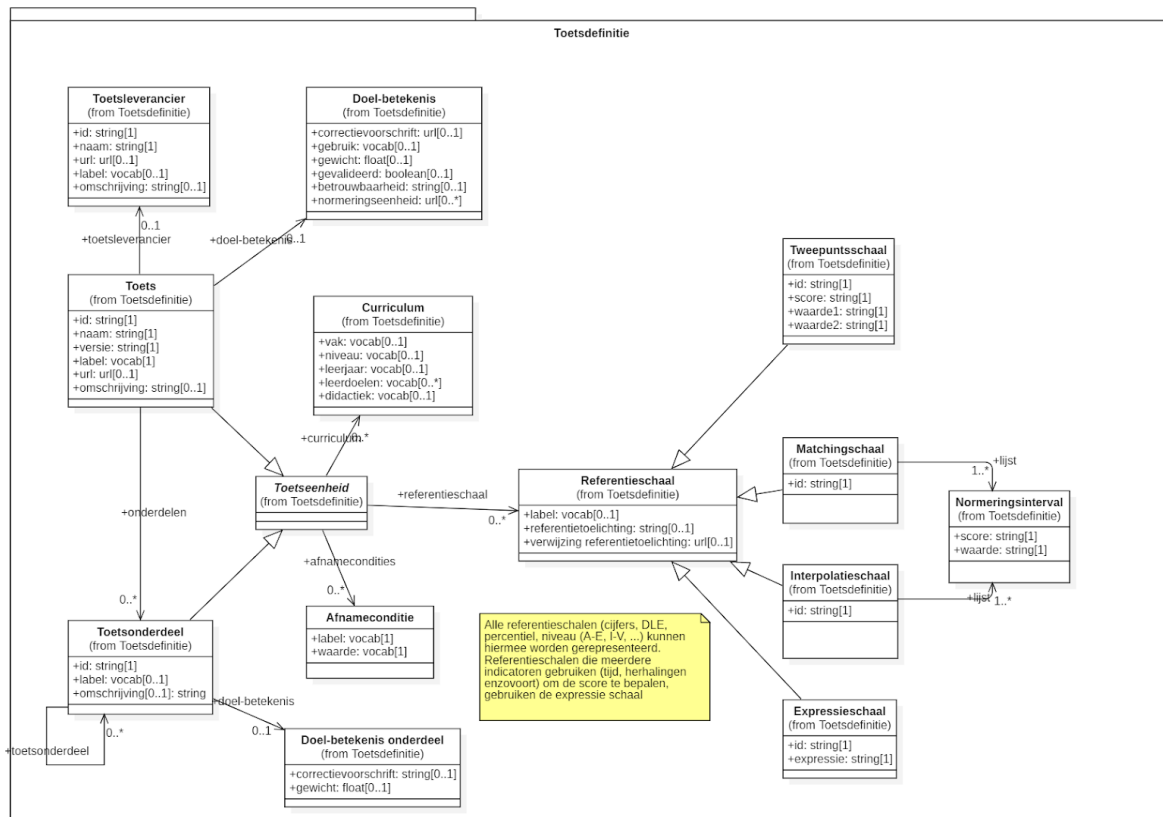 Toetsdefinitie
Toetsleverancier
(from Toetsdefinitie)
+id: string[1]
+naam: string[1]
+url: url[0..1]
+label: vocab[0..1]
+omschrijving: string[0..1]
Doel-betekenis
(from Toetsdefinitie)
+correctievoorschrift: url[0..1]
+gebruik: vocab[0..1]
+gewicht: float[0..1]
+gevalideerd: boolean[0..1]
+betrouwbaarheid: string[0..1]
+normeringseenheid: url[0..*]
0..1
+toetsleverancier
+doel-betekenis
0..1
Toets
(from Toetsdefinitie)
+id: string[1]
+naam: string[1]
+versie: string[1]
+label: vocab[1]
+url: url[0..1]
+omschrijving: string[0..1]
Curriculum
(from Toetsdefinitie)
+vak: vocab[0..1]
+niveau: vocab[0..1]
+leerjaar: vocab[0..1]
+leerdoelen: vocab[0..*]
+didactiek: vocab[0..1]
Tweepuntsschaal
(from Toetsdefinitie)
+id: string[1]
+score: string[1]
+waarde1: string[1]
+waarde2: string[1]
+curriculum
0..*
Toetseenheid
(from Toetsdefinitie)
+referentieschaal
0..*
Referentieschaal
(from Toetsdefinitie)
+label: vocab[0..1]
+referentietoelichting: string[0..1]
+verwijzing referentietoelichting: url[0..1]
Matchingschaal
(from Toetsdefinitie)
+id: string[1]
+lijst
1..*
Normeringsinterval
(from Toetsdefinitie)
+score: string[1]
+waarde: string[1]
Interpolatieschaal
(from Toetsdefinitie)
+id: string[1]
+lijst
1..*
+onderdelen
0..*
+afnamecondities
0..*
Afnameconditie
+label: vocab[1]
+waarde: vocab[1]
Alle referentieschalen (cijfers, DLE,
percentiel, niveau (A-E, I-V, ...) kunnen
hiermee worden gerepresenteerd.
Referentieschalen die meerdere
indicatoren gebruiken (tijd, herhalingen
enzovoort) om de score te bepalen,
gebruiken de expressie schaal
Toetsonderdeel
(from Toetsdefinitie)
+id: string[1]
+label: vocab[0..1]
+omschrijving[0..1]: string
+doel-betekenis
0..1
0..*
+toetsonderdeel
Doel-betekenis onderdeel
(from Toetsdefinitie)
+correctievoorschrift: string[0..1]
+gewicht: float[0..1]
Expressieschaal
(from Toetsdefinitie)
+id: string[1]
+expressie: string[1]